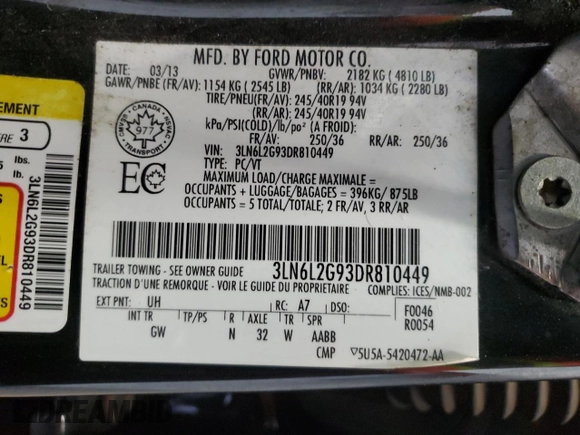 MFD. BY FORD MOTOR CO.
DATE: 03/13 GVWR/PNBV: 2182 KG ( 4810 LB)
GAWR/PNBE (FR/AV): 1154 KG ( 2545 LB) (RR/AR): 1034 KG ( 2280 LB)
TIRE/PNEU(FR/AV): 245/40R19 94V
(RR/AR): 245/40R19 94V
kPa/PSI(COLD)/Lb/po² (A FROID):
FR/AV: 250/36 RR/AR: 250/36
VIN: 3LN6L2G93DR810449
TYPE: PC/VT
MAXIMUM LOAD/CHARGE MAXIMALE =
OCCUPANTS + LUGGAGE/BAGAGES = 396KG/ 875LB
OCCUPANTS = 5 TOTAL/TOTALE; 2 FR/AV, 3 RR/AR
CANADA
977
TRANSPORT
EC
3LN6L2G93DR810449
TRAILER TOWING - SEE OWNER GUIDE
TRACTION D'UNE REMORQUE - VOIR LE GUIDE DU PROPRIETAIRE
COMPLIES: ICES/NMB-002
EXT PNT: UH RC: A7 DSO: F0046
R0054
INT TR TP/PS R AXLE TR SPR
GW N 32 W AABB
CMP ▽5U5A-5420472-AA
EMENT
3
lbs.
lb.
3LN6L2G93DR810449